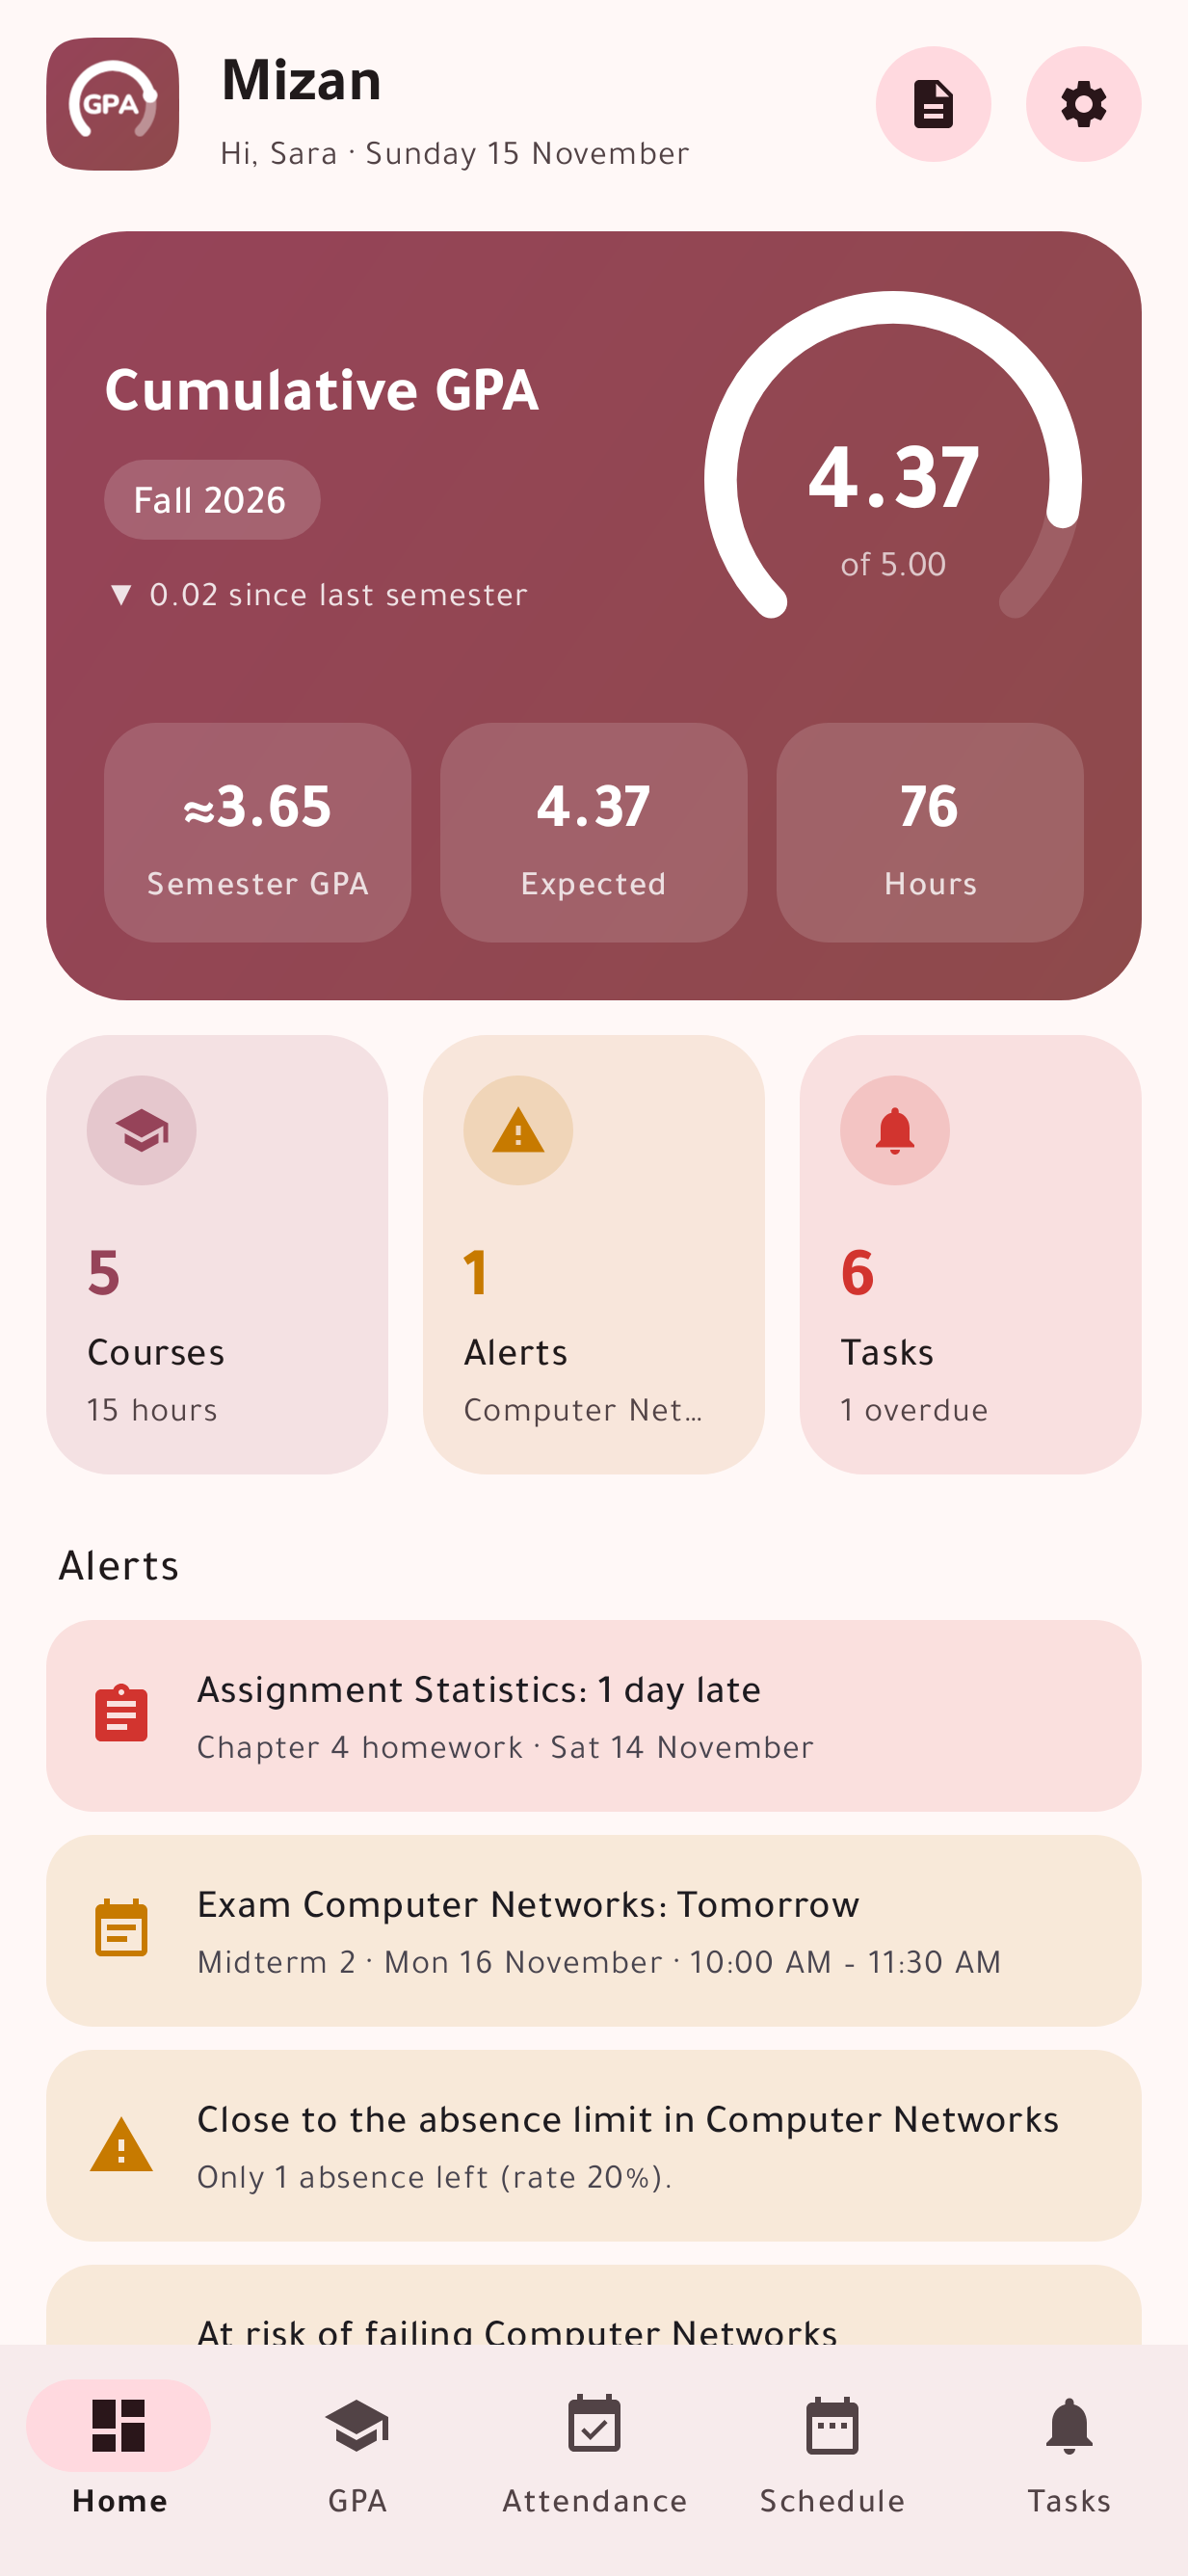 GPA
Mizan
Hi, Sara · Sunday 15 November
Cumulative GPA
Fall 2026
▼ 0.02 since last semester
4.37
of 5.00
≈3.65
Semester GPA
4.37
Expected
76
Hours
5
Courses
15 hours
1
Alerts
Computer Net...
6
Tasks
1 overdue
Alerts
Assignment Statistics: 1 day late
Chapter 4 homework · Sat 14 November
Exam Computer Networks: Tomorrow
Midterm 2 · Mon 16 November · 10:00 AM - 11:30 AM
Close to the absence limit in Computer Networks
Only 1 absence left (rate 20%).
At risk of failing Computer Networks
Home
GPA
Attendance
Schedule
Tasks